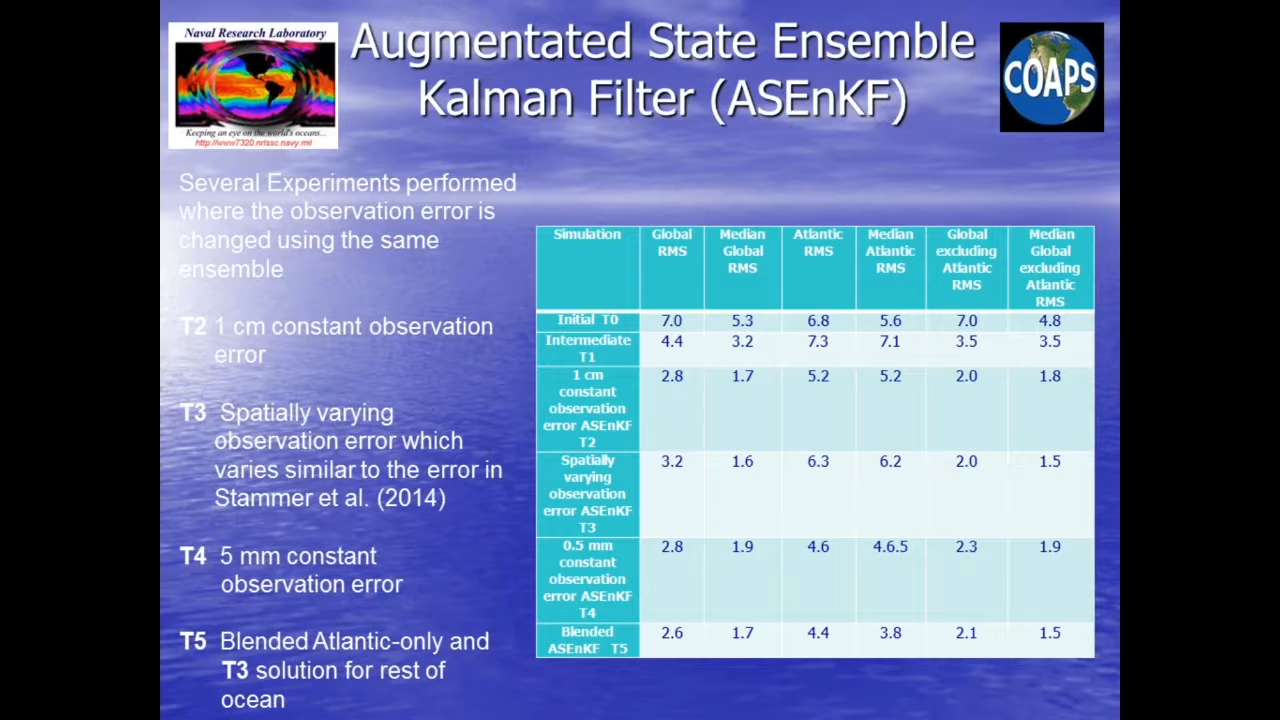 Naval Research Laboratory
Keeping an eye on the world's oceans...
http://www7320.nrlssc.navy.mil
Augmentated State Ensemble
Kalman Filter (ASEnKF)
COAPS
Several Experiments performed
where the observation error is
changed using the same
ensemble
T2 1 cm constant observation
error
T3 Spatially varying
observation error which
varies similar to the error in
Stammer et al. (2014)
T4 5 mm constant
observation error
T5 Blended Atlantic-only and
T3 solution for rest of
ocean
Simulation Global RMS Median Global RMS Atlantic RMS Median Atlantic RMS Global excluding Atlantic RMS Median Global excluding Atlantic RMS
Initial T0 7.0 5.3 6.8 5.6 7.0 4.8
Intermediate T1 4.4 3.2 7.3 7.1 3.5 3.5
1 cm constant observation error ASEnKF T2 2.8 1.7 5.2 5.2 2.0 1.8
Spatially varying observation error ASEnKF T3 3.2 1.6 6.3 6.2 2.0 1.5
0.5 mm constant observation error ASEnKF T4 2.8 1.9 4.6 4.6.5 2.3 1.9
Blended ASEnKF T5 2.6 1.7 4.4 3.8 2.1 1.5